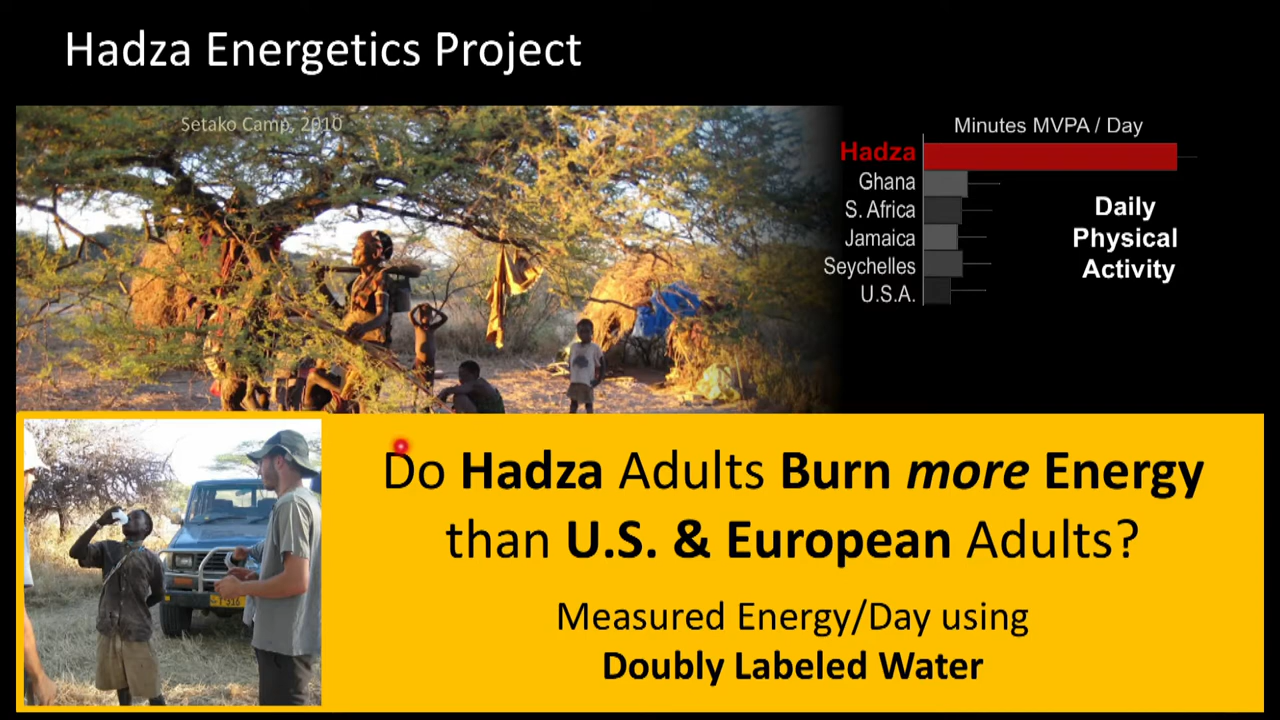 Hadza Energetics Project
Setako Camp, 2010
Minutes MVPA / Day
Hadza
Ghana
S. Africa
Jamaica
Seychelles
U.S.A.
Daily
Physical
Activity
Do Hadza Adults Burn more Energy
than U.S. & European Adults?
Measured Energy/Day using
Doubly Labeled Water